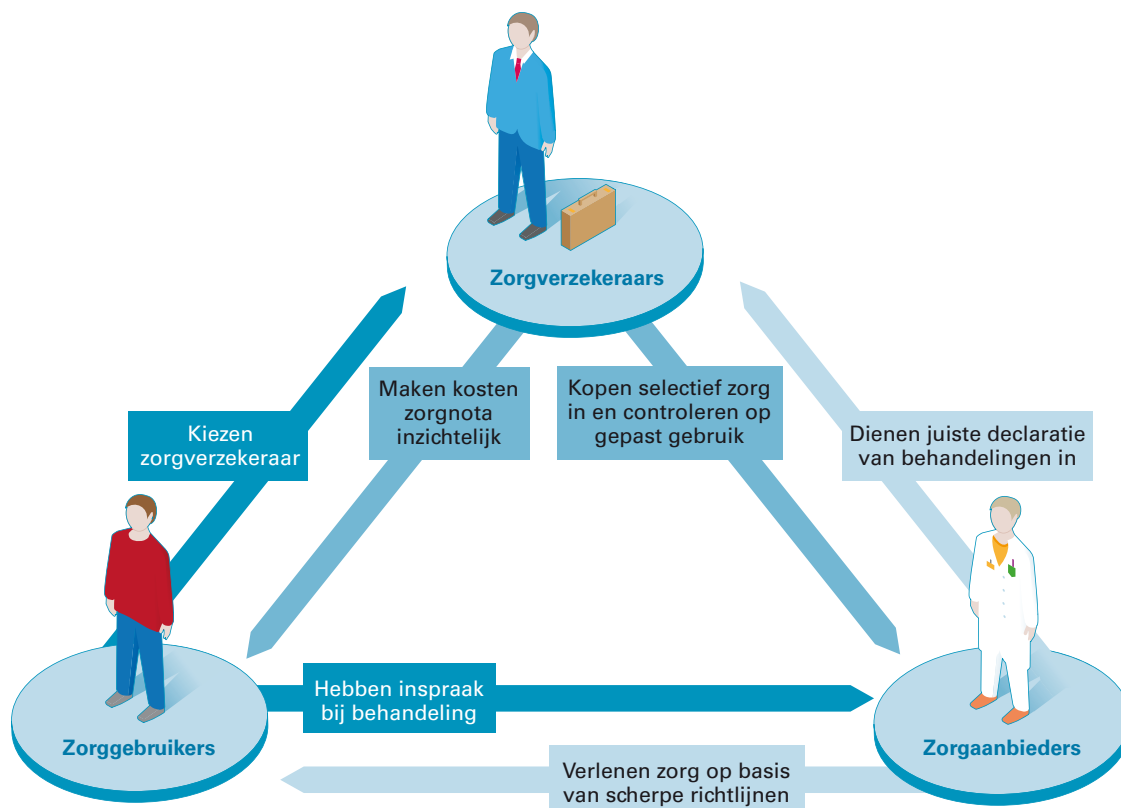 Zorgverzekeraars
Maken kosten
zorgnota
inzichtelijk
Kopen selectief zorg
in en controleren op
gepast gebruik
Kiezen
zorgverzekeraar
Dienen juiste declaratie
van behandelingen in
Hebben inspraak
bij behandeling
Zorggebruikers
Zorgaanbieders
Verlenen zorg op basis
van scherpe richtlijnen